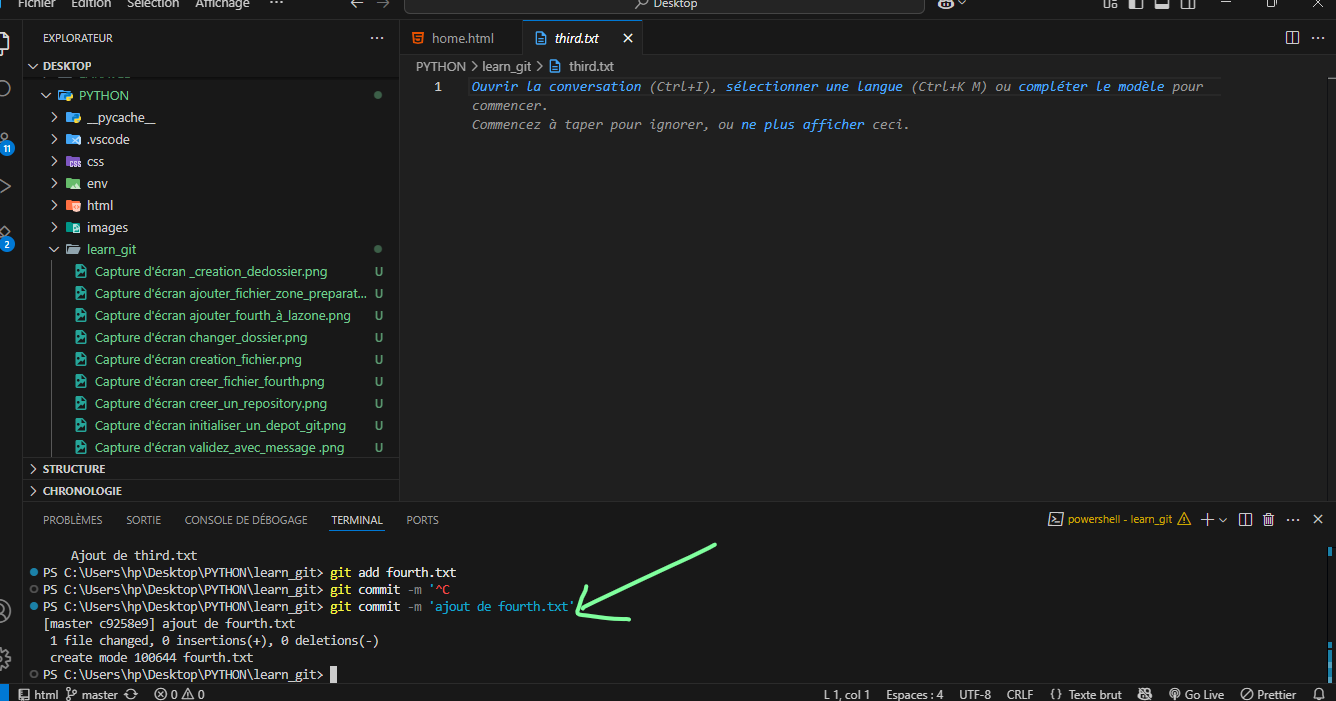 Fichier Edition Sélection Affichage ··· Desktop
EXPLORATEUR ···
home.html third.txt
DESKTOP
PYTHON > learn_git > third.txt
PYTHON
1 Ouvrir la conversation (Ctrl+I), sélectionner une langue (Ctrl+K M) ou compléter le modèle pour
commencer.
Commencez à taper pour ignorer, ou ne plus afficher ceci.
__pycache__
.vscode
11
css
env
html
images
2
learn_git
Capture d'écran _creation_dedossier.png U
Capture d'écran ajouter_fichier_zone_preparat... U
Capture d'écran ajouter_fourth_à_lazone.png U
Capture d'écran changer_dossier.png U
Capture d'écran creation_fichier.png U
Capture d'écran creer_fichier_fourth.png U
Capture d'écran creer_un_repository.png U
Capture d'écran initialiser_un_depot_git.png U
Capture d'écran validez_avec_message .png U
STRUCTURE
CHRONOLOGIE
PROBLÈMES SORTIE CONSOLE DE DÉBOGAGE TERMINAL PORTS powershell - learn_git
Ajout de third.txt
PS C:\Users\hp\Desktop\PYTHON\learn_git> git add fourth.txt
PS C:\Users\hp\Desktop\PYTHON\learn_git> git commit -m '^C
PS C:\Users\hp\Desktop\PYTHON\learn_git> git commit -m 'ajout de fourth.txt'
[master c9258e9] ajout de fourth.txt
1 file changed, 0 insertions(+), 0 deletions(-)
create mode 100644 fourth.txt
PS C:\Users\hp\Desktop\PYTHON\learn_git>
html master 0 0 L 1, col 1 Espaces : 4 UTF-8 CRLF {} Texte brut Go Live Prettier